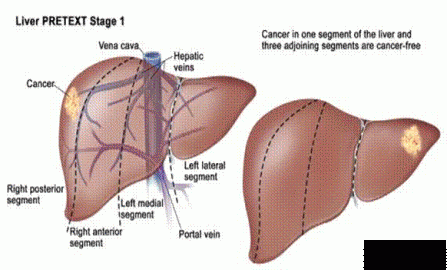 Liver PRETEXT Stage 1
Cancer in one segment of the liver and
three adjoining segments are cancer-free
Vena cava
Hepatic
veins
Cancer
Left lateral
segment
Right posterior
segment
Left medial
segment
Right anterior
segment
Portal vein